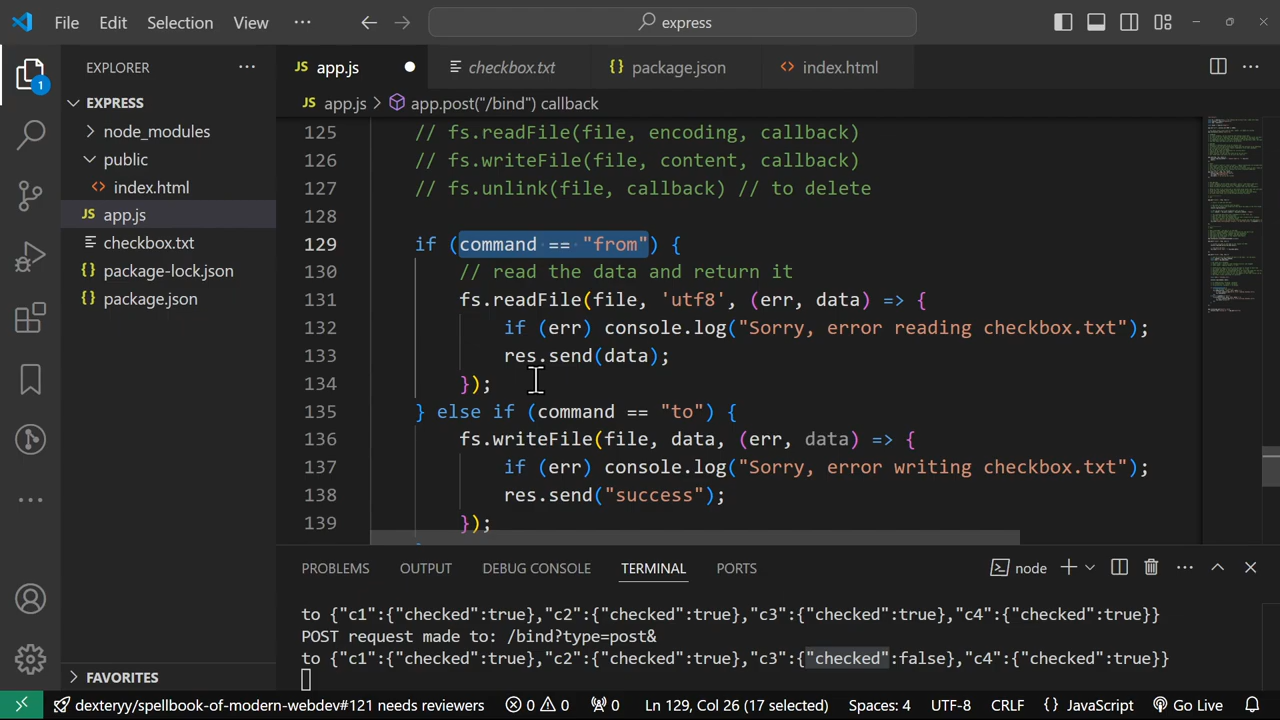 File Edit Selection View ··· express
EXPLORER ···
app.js checkbox.txt package.json index.html
EXPRESS
node_modules
public
index.html
app.js
checkbox.txt
package-lock.json
package.json
CUSTOMVIEW
app.js > app.post("/bind") callback
125 // fs.readFile(file, encoding, callback)
126 // fs.writeFile(file, content, callback)
127 // fs.unlink(file, callback) // to delete
128
129 if (command == "from") {
130 // read the data and return it
131 fs.readFile(file, 'utf8', (err, data) => {
132 if (err) console.log("Sorry, error reading checkbox.txt");
133 res.send(data);
134 });
135 } else if (command == "to") {
136 fs.writeFile(file, data, (err, data) => {
137 if (err) console.log("Sorry, error writing checkbox.txt");
138 res.send("success");
139 });
PROBLEMS OUTPUT DEBUG CONSOLE TERMINAL PORTS node
to {"c1":{"checked":true},"c2":{"checked":true},"c3":{"checked":true},"c4":{"checked":true}}
POST request made to: /bind?type=post&
to {"c1":{"checked":true},"c2":{"checked":true},"c3":{"checked":false},"c4":{"checked":true}}
dexteryy/spellbook-of-modern-webdev#121 needs reviewers 0 0 Ln 129, Col 26 (17 selected) Spaces: 4 UTF-8 CRLF {} JavaScript Go Live